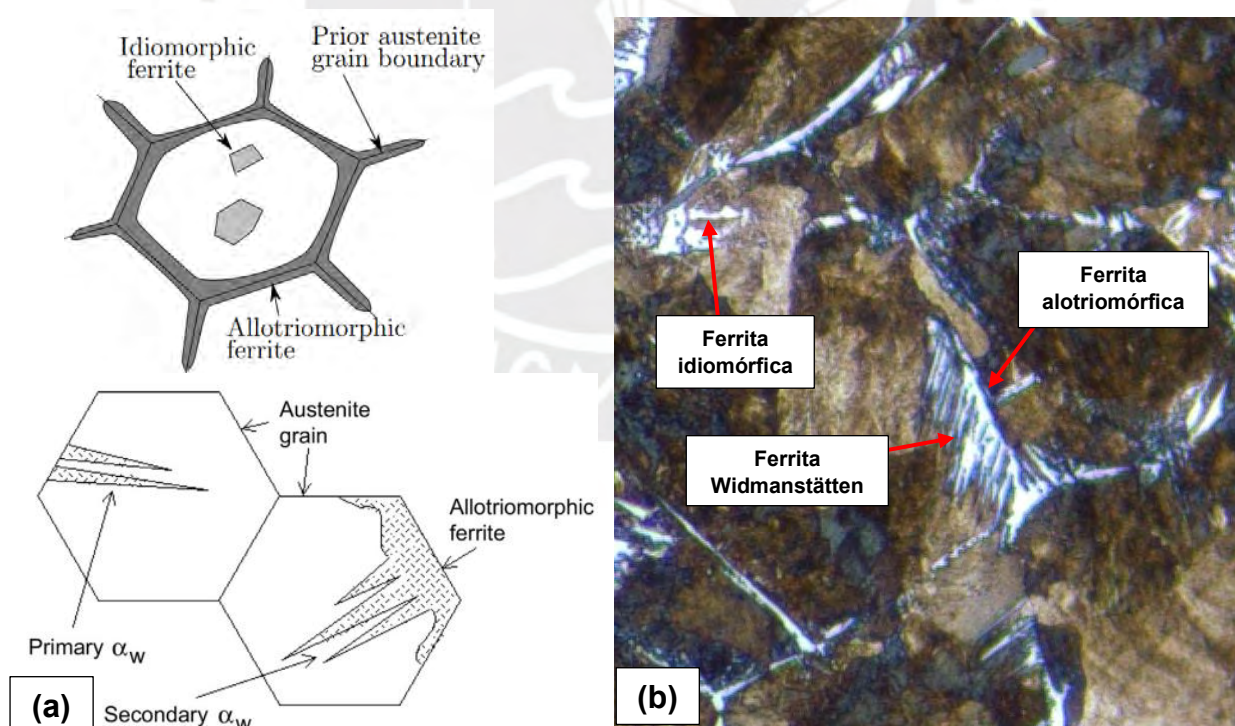 Idiomorphic
ferrite
Prior austenite
grain boundary
Allotriomorphic
ferrite
Austenite
grain
Allotriomorphic
ferrite
Primary αw
Secondary αw
(a)
Ferrita
alotriomórfica
Ferrita
idiomórfica
Ferrita
Widmanstätten
(b)